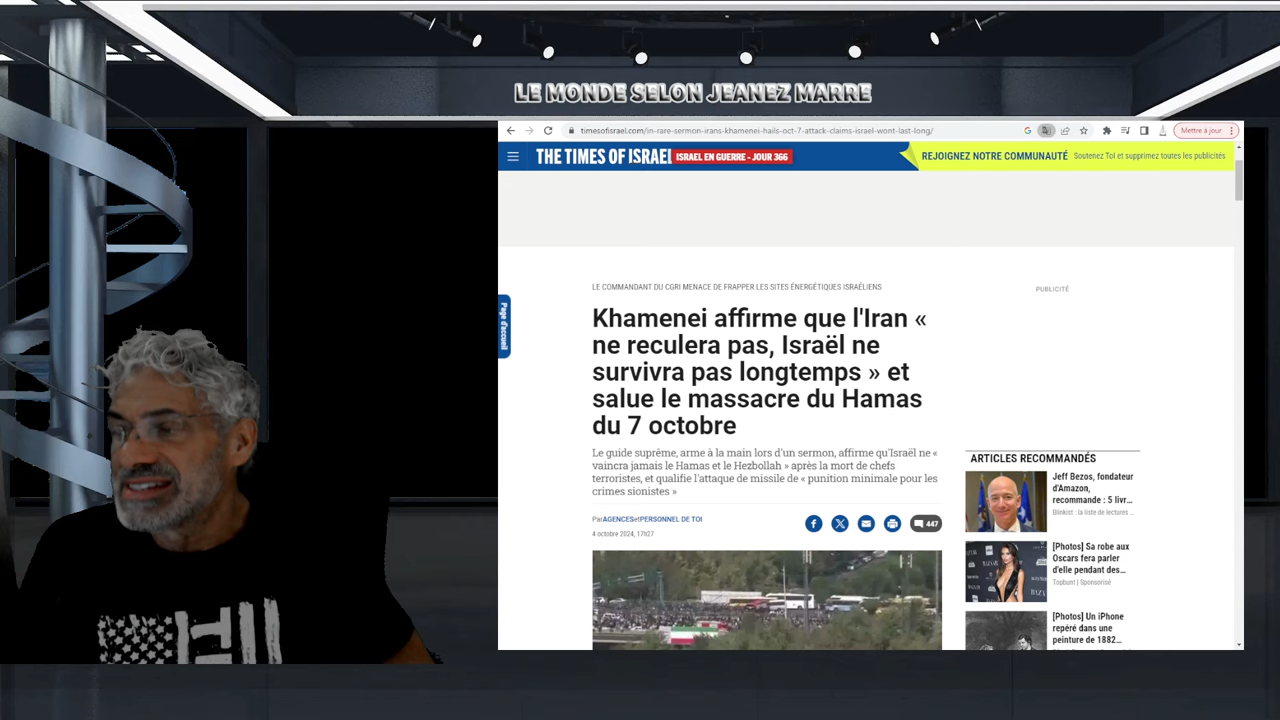 LE MONDE SELON JEANEZ MARRE
timesofisrael.com/in-rare-sermon-irans-khamenei-hails-oct-7-attack-claims-israel-wont-last-long/
Mettre à jour
THE TIMES OF ISRAEL
ISRAEL EN GUERRE - JOUR 366
REJOIGNEZ NOTRE COMMUNAUTÉ Soutenez ToI et supprimez toutes les publicités
LE COMMANDANT DU CGRI MENACE DE FRAPPER LES SITES ÉNERGÉTIQUES ISRAÉLIENS
PUBLICITÉ
Page d'accueil
Khamenei affirme que l'Iran «
ne reculera pas, Israël ne
survivra pas longtemps » et
salue le massacre du Hamas
du 7 octobre
Le guide suprême, arme à la main lors d'un sermon, affirme qu'Israël ne «
vaincra jamais le Hamas et le Hezbollah » après la mort de chefs
terroristes, et qualifie l'attaque de missile de « punition minimale pour les
crimes sionistes »
ParAGENCESetPERSONNEL DE TOI
4 octobre 2024, 17h27
447
ARTICLES RECOMMANDÉS
Jeff Bezos, fondateur
d'Amazon,
recommande : 5 livr...
Blinkist : la liste de lectures ...
[Photos] Sa robe aux
Oscars fera parler
d'elle pendant des...
Topbunt | Sponsorisé
[Photos] Un iPhone
repéré dans une
peinture de 1882...